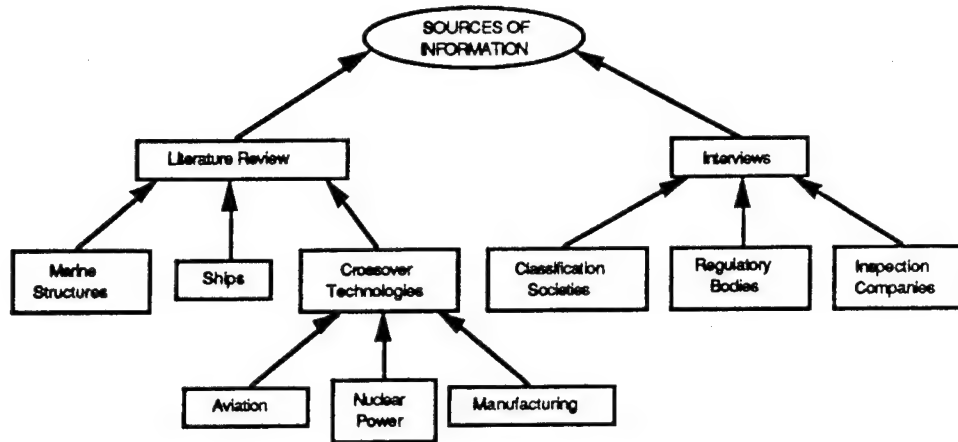 SOURCES OF
INFORMATION
Literature Review
Interviews
Marine
Structures
Ships
Crossover
Technologies
Classification
Societies
Regulatory
Bodies
Inspection
Companies
Aviation
Nuclear
Power
Manufacturing